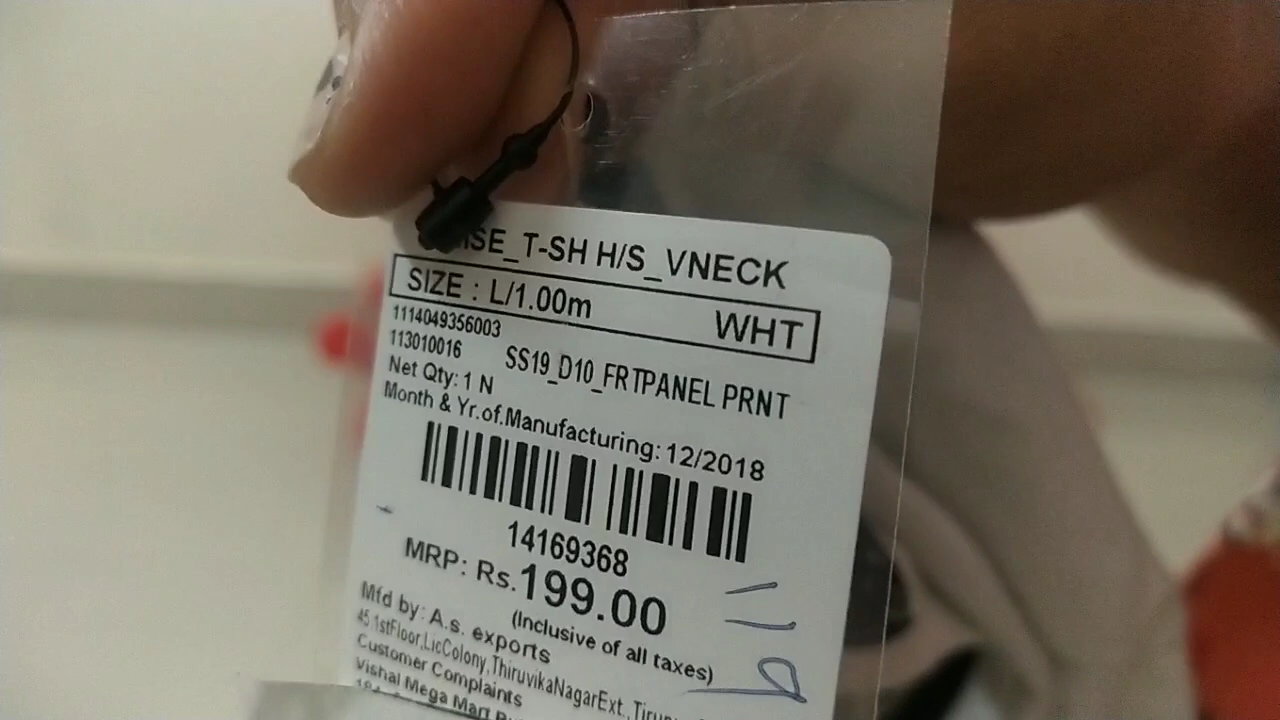 T-SH H/S_VNECK
SIZE : L/1.00m WHT
1114049356003
113010016 SS19_D10_FRTPANEL PRNT
Net Qty: 1 N
Month & Yr.of.Manufacturing: 12/2018
14169368
MRP: Rs.199.00
(Inclusive of all taxes)
Mfd by: A.s. exports
45,1stFloor,LicColony,ThiruvikaNagarExt.,
Customer Complaints
Vishal Mega Mart